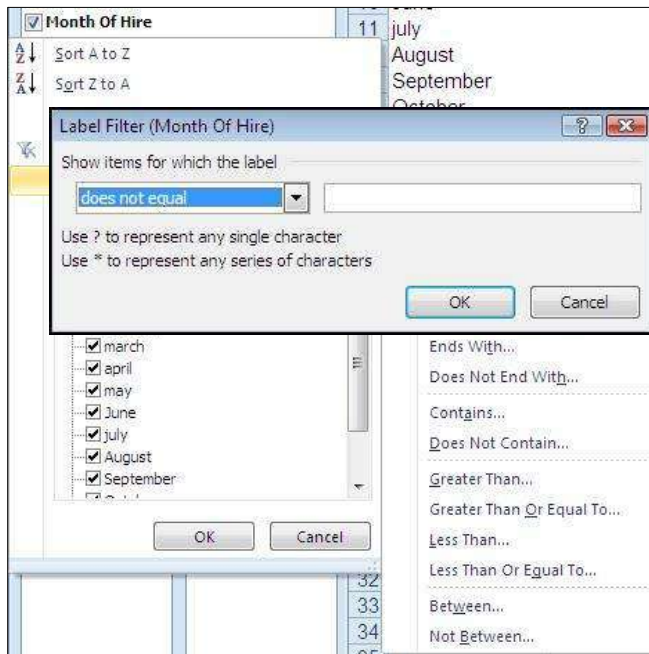 Month Of Hire
11 july
Sort A to Z
August
Sort Z to A
September
October
Label Filter (Month Of Hire)
Show items for which the label
does not equal
Use ? to represent any single character
Use * to represent any series of characters
OK Cancel
march
april
may
June
july
August
September
Ends With...
Does Not End With...
Contains...
Does Not Contain...
Greater Than...
Greater Than Or Equal To...
Less Than...
Less Than Or Equal To...
Between...
Not Between...
OK Cancel
32
33
34